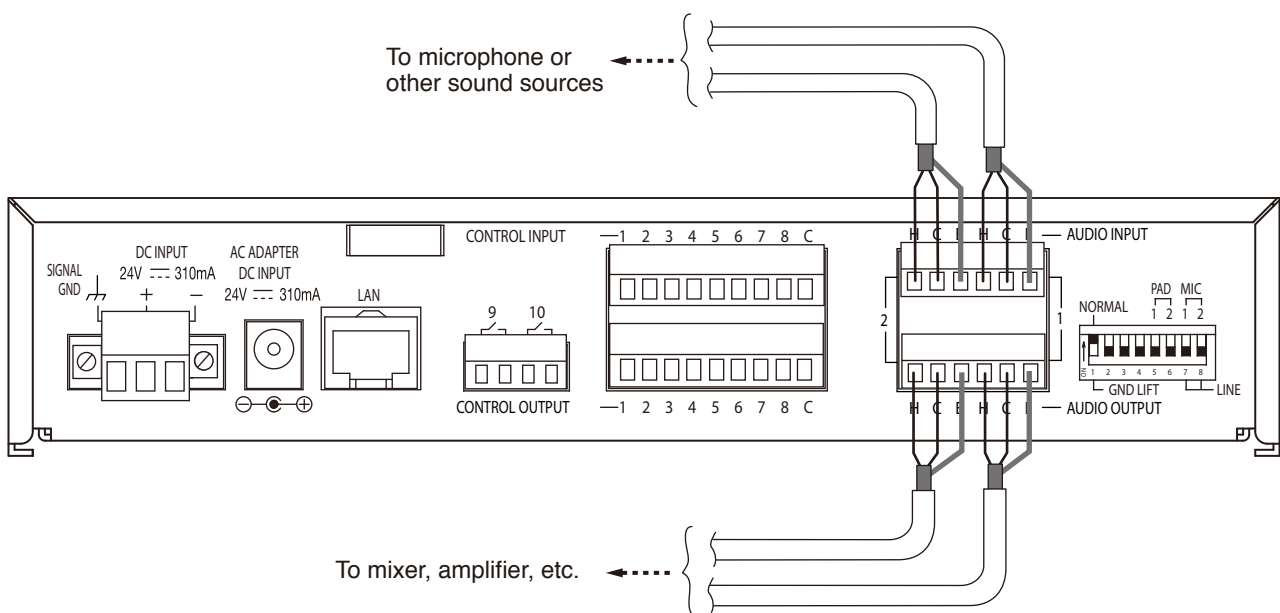 To microphone or
other sound sources
CONTROL INPUT
1 2 3 4 5 6 7 8 C
H C E H C E
AUDIO INPUT
DC INPUT
24V 310mA
SIGNAL
GND
+ −
AC ADAPTER
DC INPUT
24V 310mA
LAN
9 10
2
1
PAD MIC
1 2 1 2
NORMAL
ON
1 2 3 4 5 6 7 8
GND LIFT
LINE
− +
CONTROL OUTPUT
1 2 3 4 5 6 7 8 C
H C E H C E
AUDIO OUTPUT
To mixer, amplifier, etc.